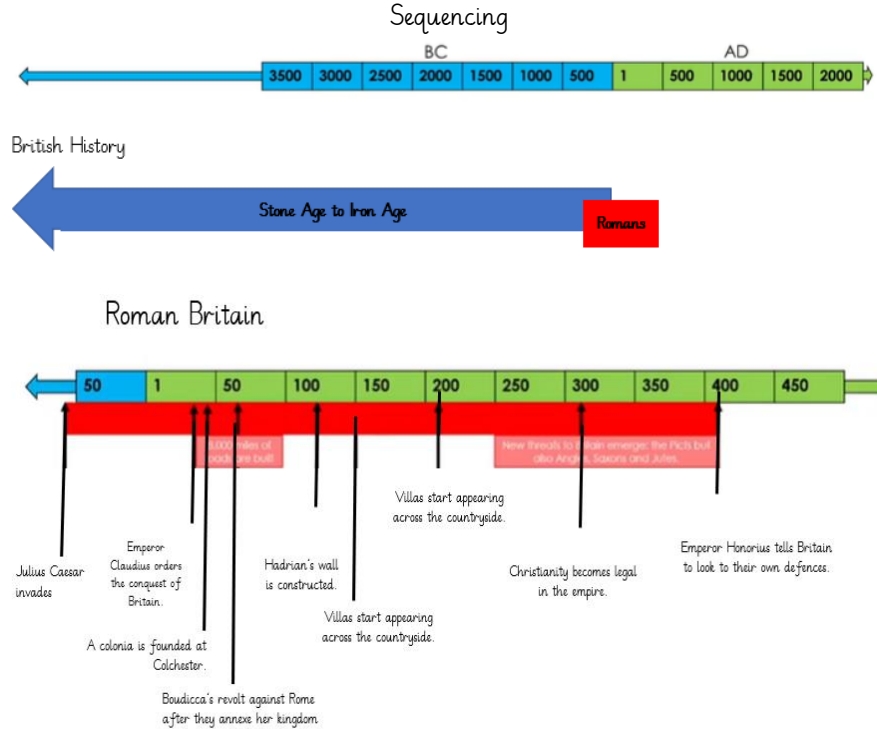 Sequencing
BC AD
3500 3000 2500 2000 1500 1000 500 1 500 1000 1500 2000
British History
Stone Age to Iron Age
Romans
Roman Britain
50 1 50 100 150 200 250 300 350 400 450
miles of
are built
New threats to Britain emerge: the Picts but
also Angles, Saxons and Jutes.
Villas start appearing
across the countryside.
Julius Caesar
invades
Emperor
Claudius orders
the conquest of
Britain.
Hadrian's wall
is constructed.
Christianity becomes legal
in the empire.
Emperor Honorius tells Britain
to look to their own defences.
Villas start appearing
across the countryside.
A colonia is founded at
Colchester.
Boudicca's revolt against Rome
after they annexe her kingdom